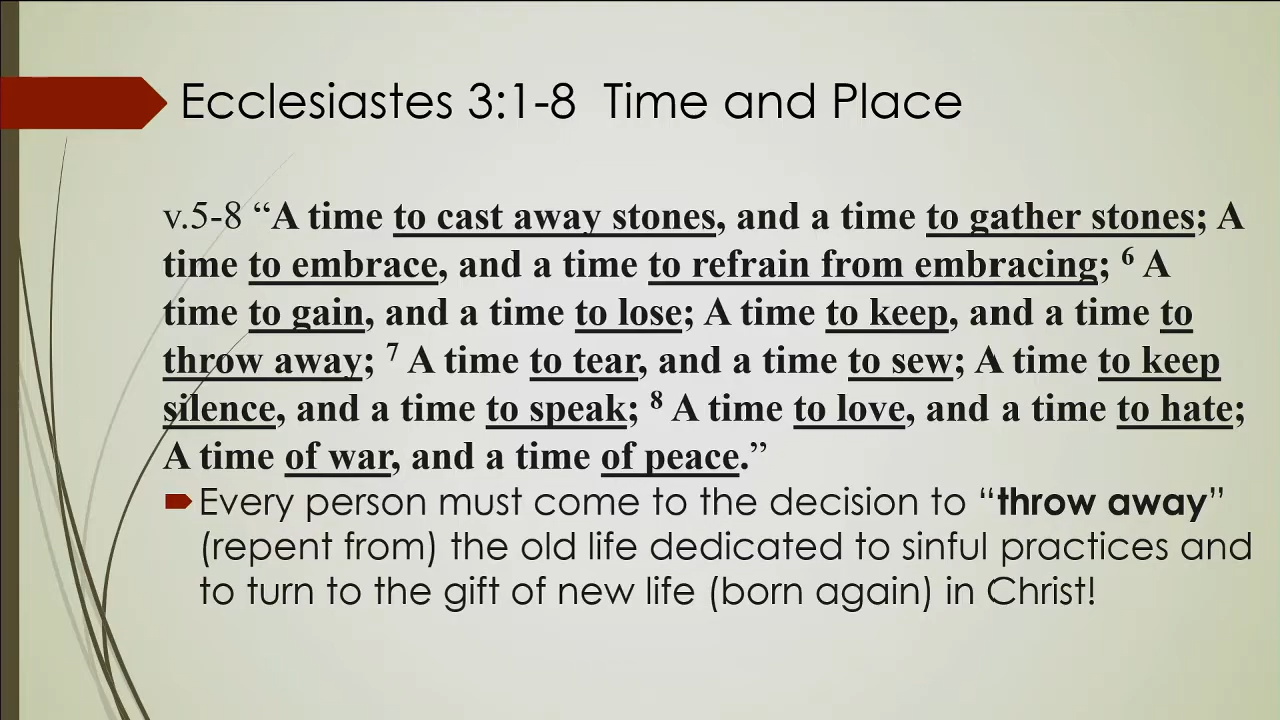 Ecclesiastes 3:1-8 Time and Place
v.5-8 “A time to cast away stones, and a time to gather stones; A
time to embrace, and a time to refrain from embracing; ⁶ A
time to gain, and a time to lose; A time to keep, and a time to
throw away; ⁷ A time to tear, and a time to sew; A time to keep
silence, and a time to speak; ⁸ A time to love, and a time to hate;
A time of war, and a time of peace.”
Every person must come to the decision to “throw away”
(repent from) the old life dedicated to sinful practices and
to turn to the gift of new life (born again) in Christ!